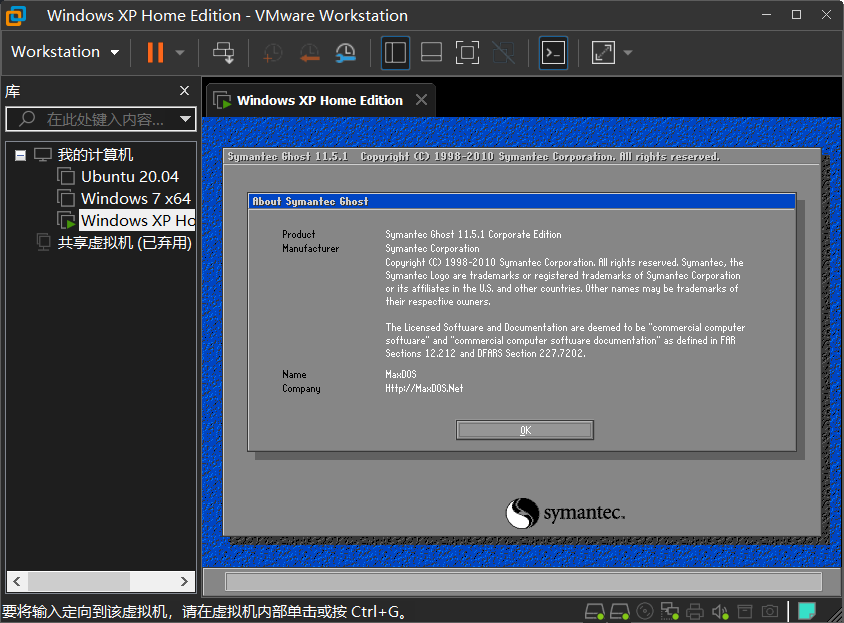 Windows XP Home Edition - VMware Workstation
Workstation
库
在此处键入内容...
我的计算机
Ubuntu 20.04
Windows 7 x64
Windows XP Ho
共享虚拟机 (已弃用)
Windows XP Home Edition
Symantec Ghost 11.5.1 Copyright (C) 1998-2010 Symantec Corporation. All rights reserved.
About Symantec Ghost
Product Symantec Ghost 11.5.1 Corporate Edition
Manufacturer Symantec Corporation
Copyright (C) 1998-2010 Symantec Corporation. All rights reserved. Symantec, the
Symantec Logo are trademarks or registered trademarks of Symantec Corporation
or its affiliates in the U.S. and other countries. Other names may be trademarks of
their respective owners.
The Licensed Software and Documentation are deemed to be "commercial computer
software" and "commercial computer software documentation" as defined in FAR
Sections 12.212 and DFARS Section 227.7202.
Name MaxDOS
Company Http://MaxDOS.Net
OK
symantec.
要将输入定向到该虚拟机，请在虚拟机内部单击或按 Ctrl+G。